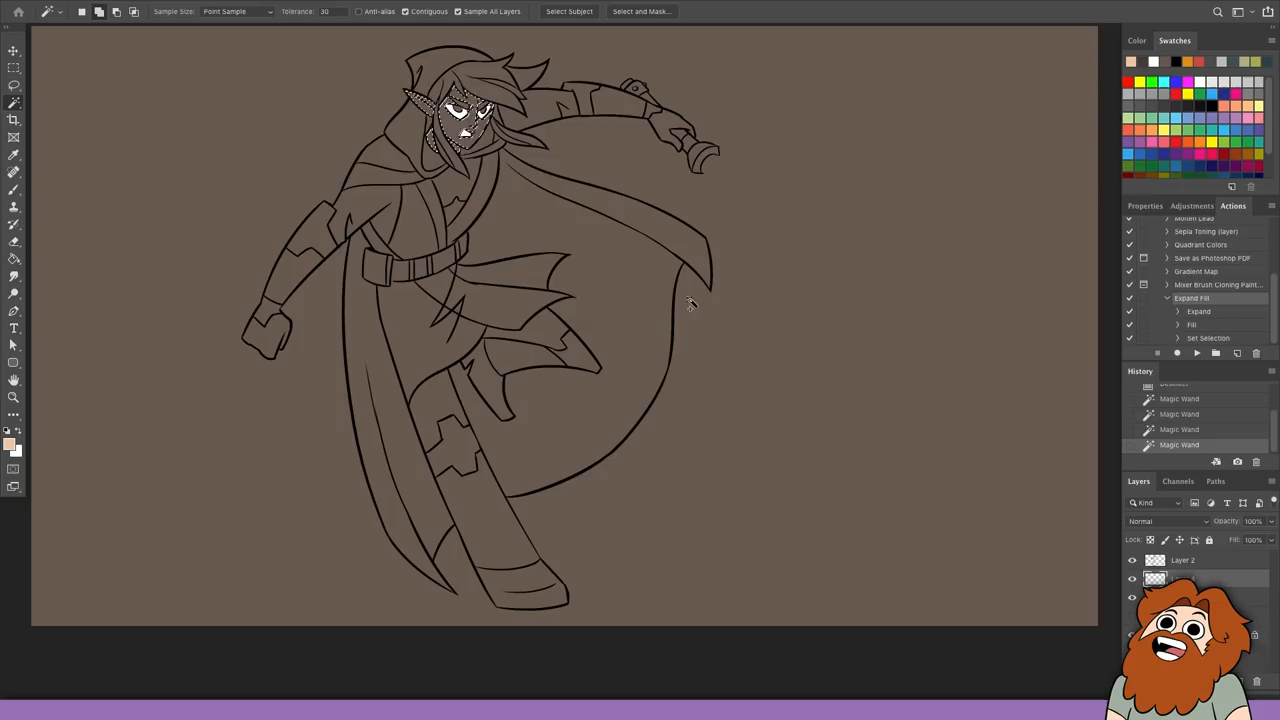 Sample Size: Point Sample Tolerance: 30 Anti-alias Contiguous Sample All Layers Select Subject Select and Mask...
Color Swatches
Properties Adjustments Actions
Molten Lead
Sepia Toning (layer)
Quadrant Colors
Save as Photoshop PDF
Gradient Map
Mixer Brush Cloning Paint...
Expand Fill
Expand
Fill
Set Selection
History
Deselect
Magic Wand
Magic Wand
Magic Wand
Magic Wand
Layers Channels Paths
Kind
Normal Opacity: 100%
Lock: Fill: 100%
Layer 2